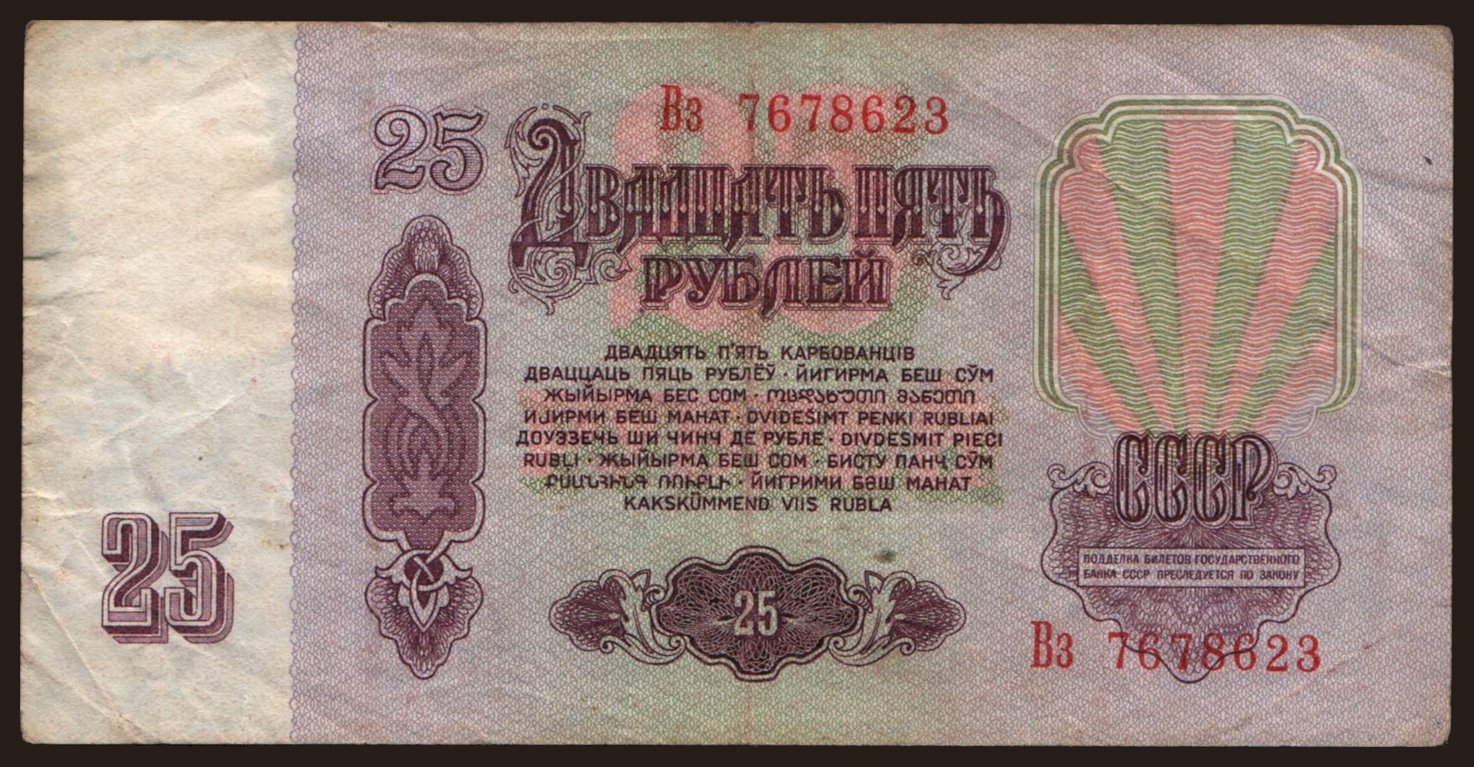 Вз 7678623
25
Двадцать пять
рублей
ДВАДЦЯТЬ П'ЯТЬ КАРБОВАНЦІВ
ДВАЦЦАЦЬ ПЯЦЬ РУБЛЁЎ · ЙИГИРМА БЕШ СЎМ
ЖЫЙЫРМА БЕС СОМ · ᲝᲪᲓᲐᲮᲣᲗᲘ ᲛᲐᲜᲔᲗᲘ
ИЈИРМИ БЕШ МАНАТ · DVIDEŠIMT PENKI RUBLIAI
ДОУЭЗЕЧЬ ШИ ЧИНЧ ДЕ РУБЛЕ · DIVDESMIT PIECI
RUBĻI · ЖЫЙЫРМА БЕШ СОМ · БИСТУ ПАНҶ СӮМ
ՔՍԱՆՀԻՆԳ ՌՈՒԲԼԻ · ЙИГРИМИ БӘШ МАНАТ
KAKSKÜMMEND VIIS RUBLA
СССР
ПОДДЕЛКА БИЛЕТОВ ГОСУДАРСТВЕННОГО
БАНКА СССР ПРЕСЛЕДУЕТСЯ ПО ЗАКОНУ
25
25
Вз 7678623